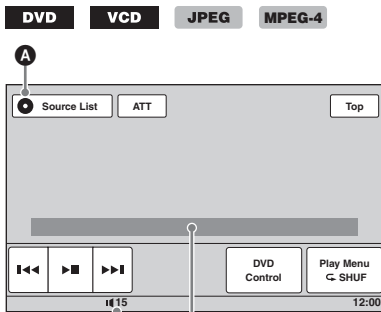 DVD VCD JPEG MPEG-4
A
Source List ATT Top
DVD Control
Play Menu
SHUF
15 12:00